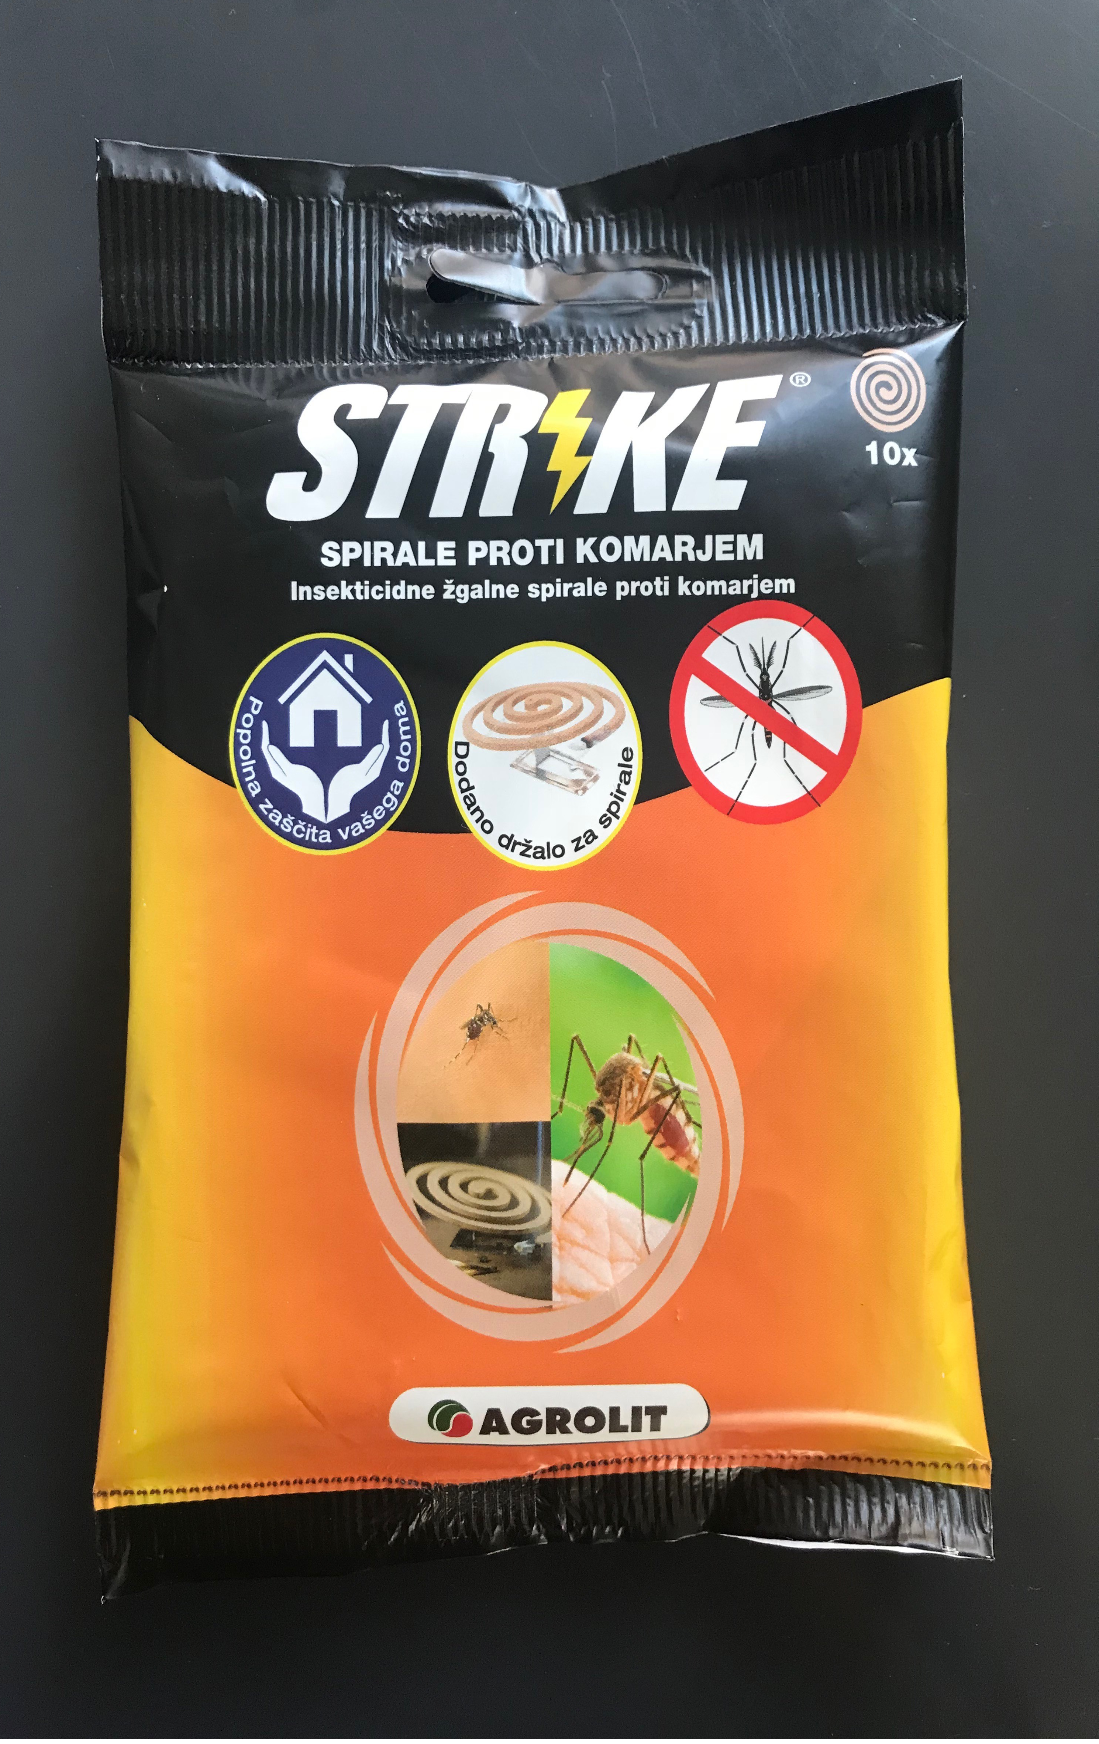 STRIKE®
10x
SPIRALE PROTI KOMARJEM
Insekticidne žgalne spirale proti komarjem
Popolna zaščita vašega doma
Dodano držalo za spirale
AGROLIT